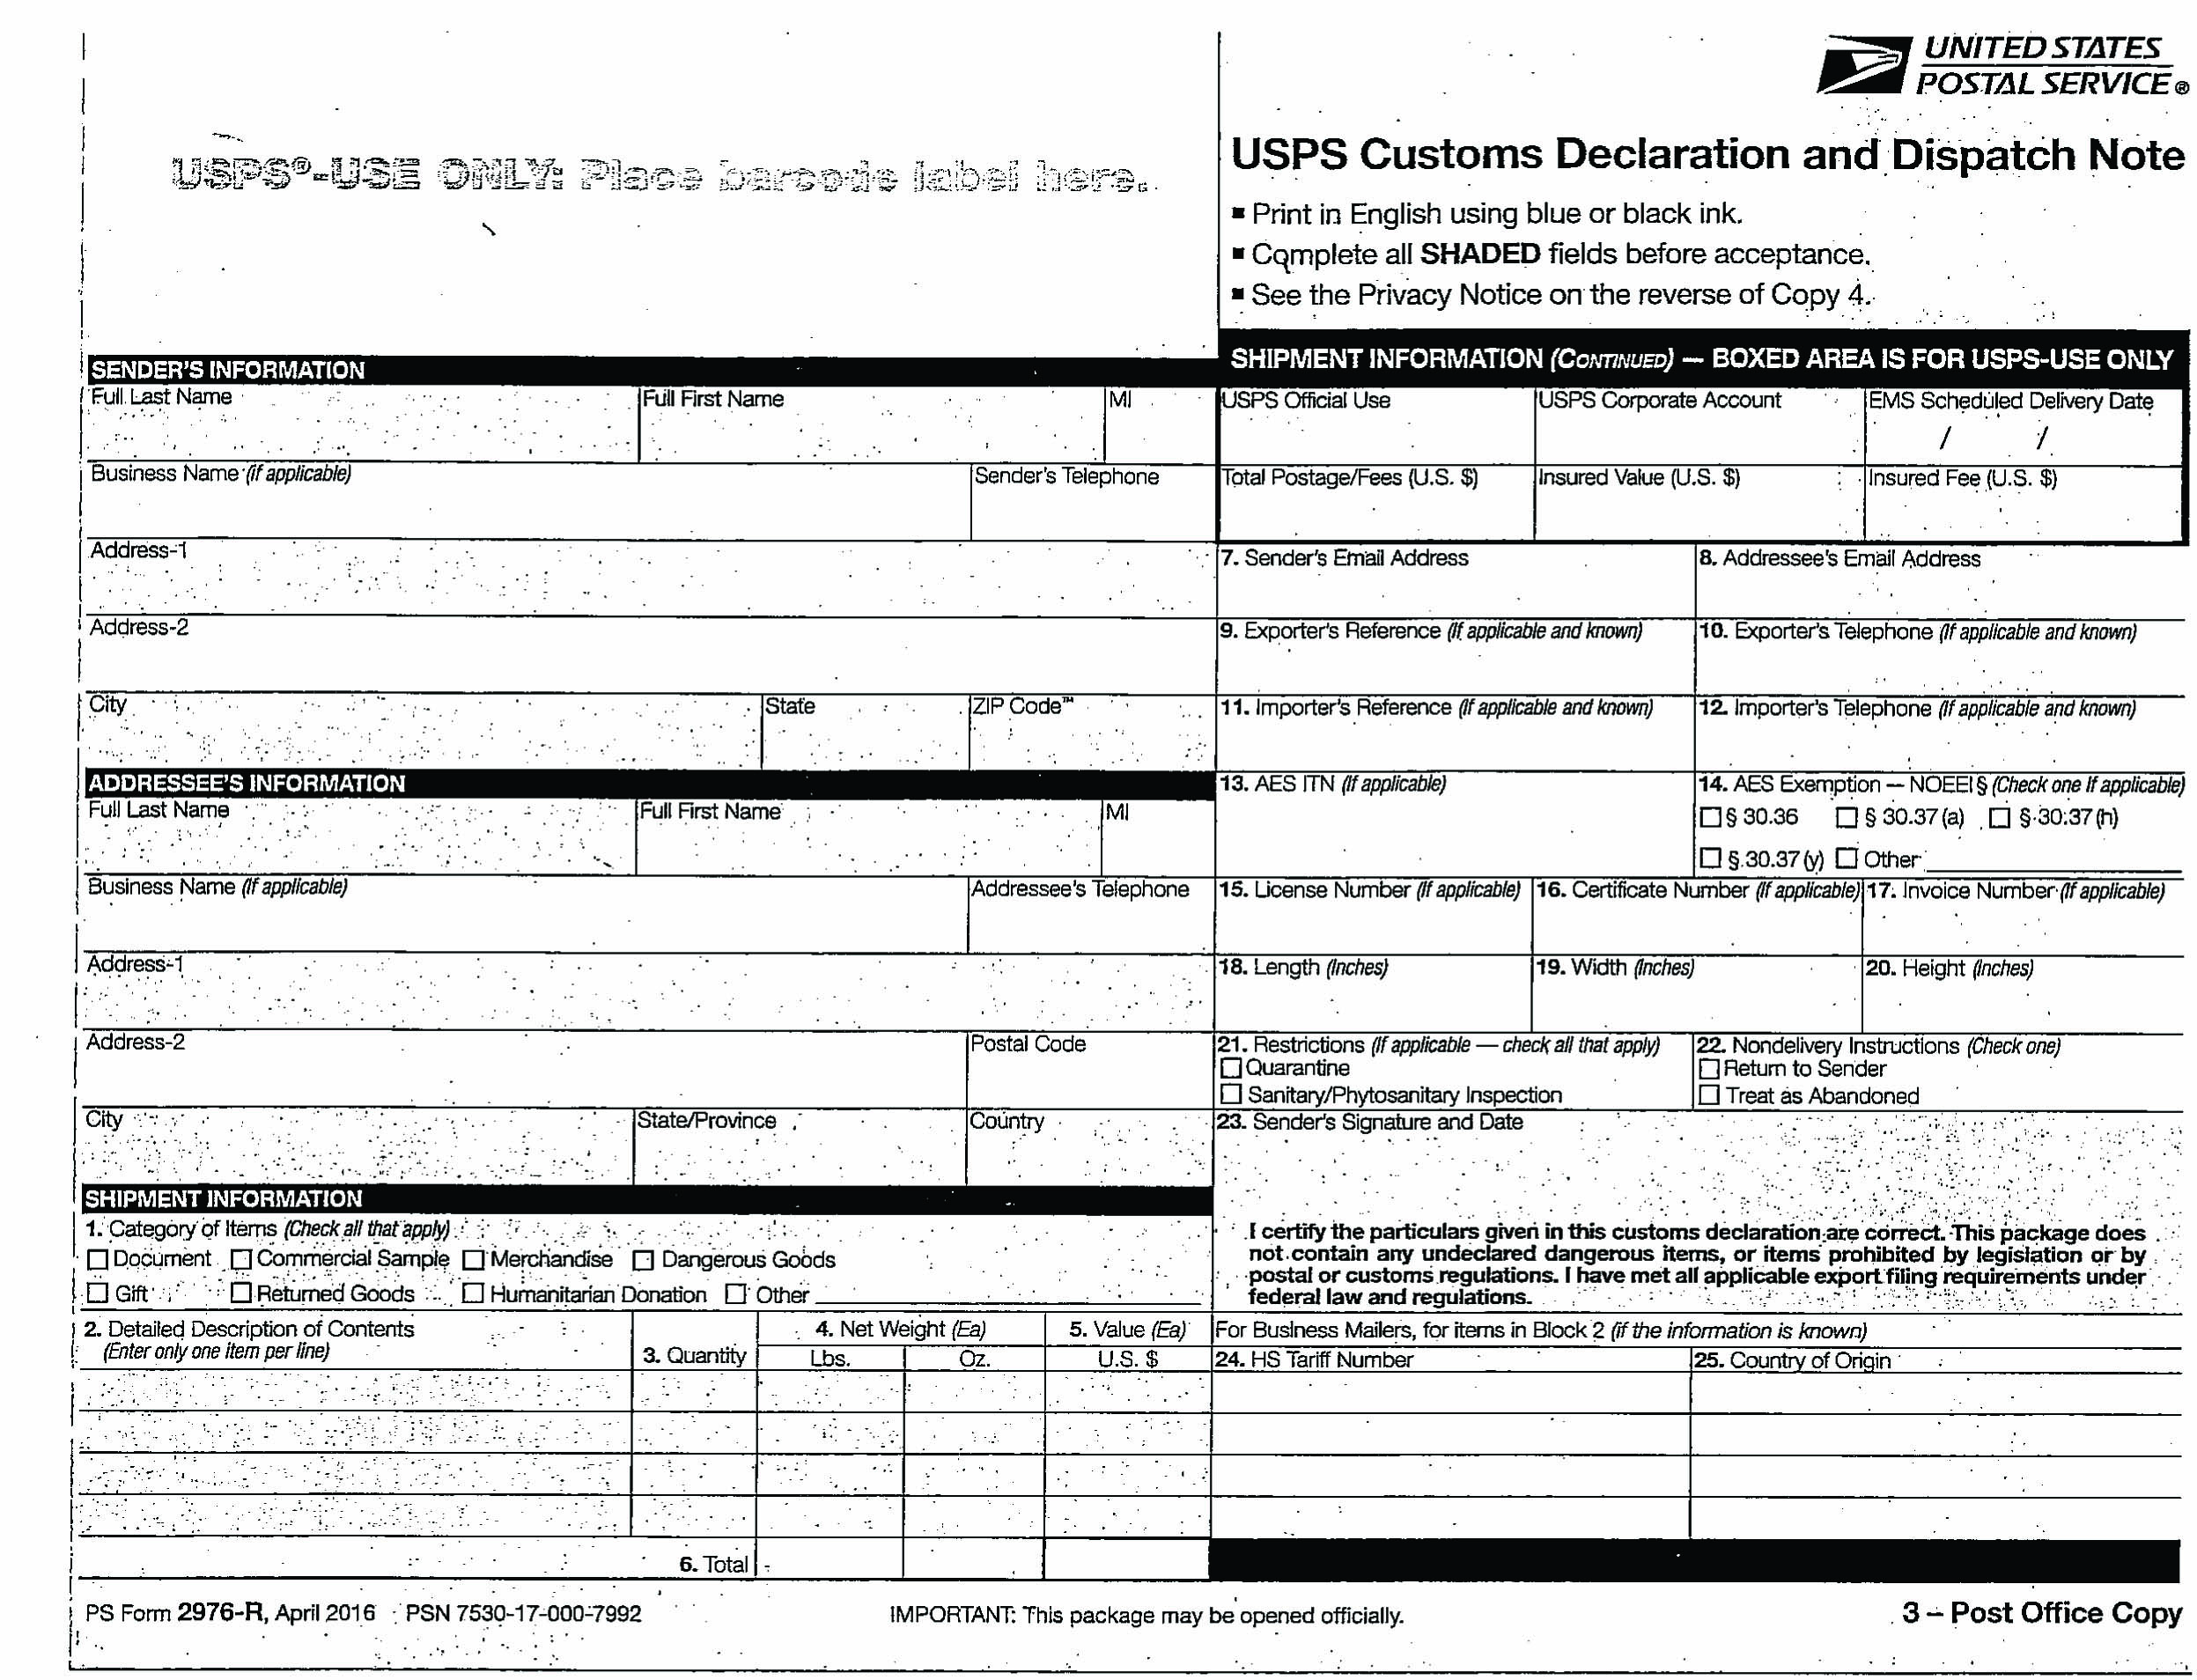 UNITED STATES
POSTAL SERVICE®
USPS®-USE ONLY: Place barcode label here.
USPS Customs Declaration and Dispatch Note
■ Print in English using blue or black ink.
■ Complete all SHADED fields before acceptance.
■ See the Privacy Notice on the reverse of Copy 4.
SENDER'S INFORMATION
Full Last Name
Full First Name
MI
Business Name (if applicable)
Sender's Telephone
Address-1
Address-2
City
State
ZIP Code™
ADDRESSEE'S INFORMATION
Full Last Name
Full First Name
MI
Business Name (If applicable)
Addressee's Telephone
Address-1
Address-2
Postal Code
City
State/Province
Country
SHIPMENT INFORMATION
1. Category of Items (Check all that apply)
Document
Commercial Sample
Merchandise
Dangerous Goods
Gift
Returned Goods
Humanitarian Donation
Other
2. Detailed Description of Contents
(Enter only one item per line)
3. Quantity
4. Net Weight (Ea)
Lbs.
Oz.
5. Value (Ea)
U.S. $
6. Total
SHIPMENT INFORMATION (CONTINUED) — BOXED AREA IS FOR USPS-USE ONLY
USPS Official Use
USPS Corporate Account
EMS Scheduled Delivery Date
/ /
Total Postage/Fees (U.S. $)
Insured Value (U.S. $)
Insured Fee (U.S. $)
7. Sender's Email Address
8. Addressee's Email Address
9. Exporter's Reference (If applicable and known)
10. Exporter's Telephone (If applicable and known)
11. Importer's Reference (If applicable and known)
12. Importer's Telephone (If applicable and known)
13. AES ITN (If applicable)
14. AES Exemption — NOEEI § (Check one if applicable)
§ 30.36
§ 30.37 (a)
§ 30.37 (h)
§ 30.37 (y)
Other
15. License Number (If applicable)
16. Certificate Number (If applicable)
17. Invoice Number (If applicable)
18. Length (Inches)
19. Width (Inches)
20. Height (Inches)
21. Restrictions (If applicable — check all that apply)
Quarantine
Sanitary/Phytosanitary Inspection
22. Nondelivery Instructions (Check one)
Return to Sender
Treat as Abandoned
23. Sender's Signature and Date
I certify the particulars given in this customs declaration are correct. This package does
not contain any undeclared dangerous items, or items prohibited by legislation or by
postal or customs regulations. I have met all applicable export filing requirements under
federal law and regulations.
For Business Mailers, for items in Block 2 (if the information is known)
24. HS Tariff Number
25. Country of Origin
PS Form 2976-R, April 2016 PSN 7530-17-000-7992
IMPORTANT: This package may be opened officially.
3 – Post Office Copy